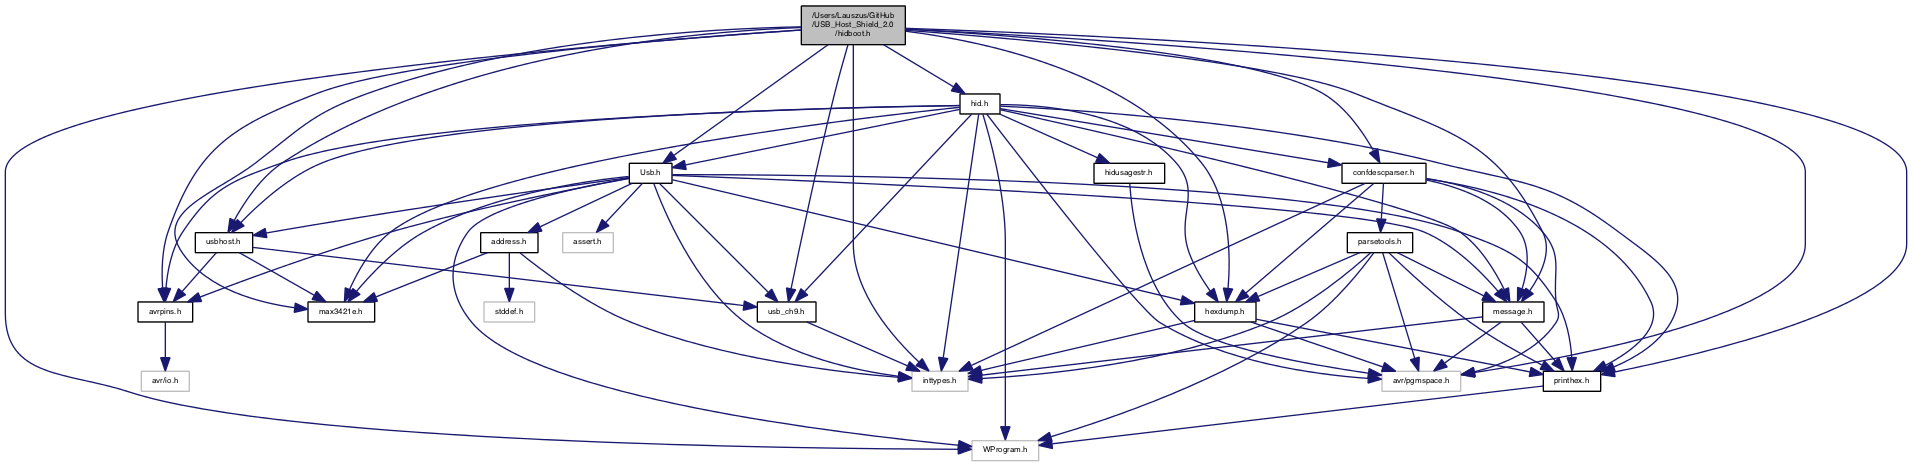 /Users/Lauszus/GitHub
/USB_Host_Shield_2.0
/hidboot.h
hid.h
Usb.h
hidusagestr.h
confdescparser.h
usbhost.h
address.h
assert.h
parsetools.h
avrpins.h
max3421e.h
stddef.h
usb_ch9.h
hexdump.h
message.h
avr/io.h
inttypes.h
avr/pgmspace.h
printhex.h
WProgram.h